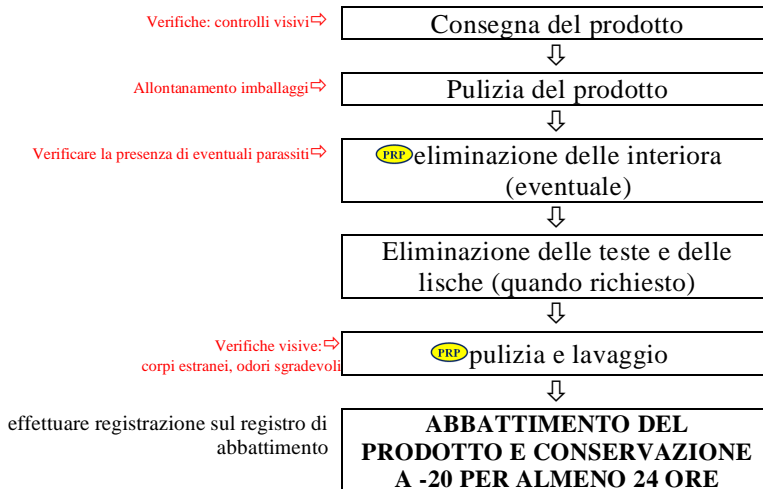 Verifiche: controlli visivi⇨
Consegna del prodotto
Allontanamento imballaggi⇨
Pulizia del prodotto
Verificare la presenza di eventuali parassiti⇨
PRP eliminazione delle interiora
(eventuale)
Eliminazione delle teste e delle
lische (quando richiesto)
Verifiche visive:⇨
corpi estranei, odori sgradevoli
PRP pulizia e lavaggio
effettuare registrazione sul registro di
abbattimento
ABBATTIMENTO DEL
PRODOTTO E CONSERVAZIONE
A -20 PER ALMENO 24 ORE